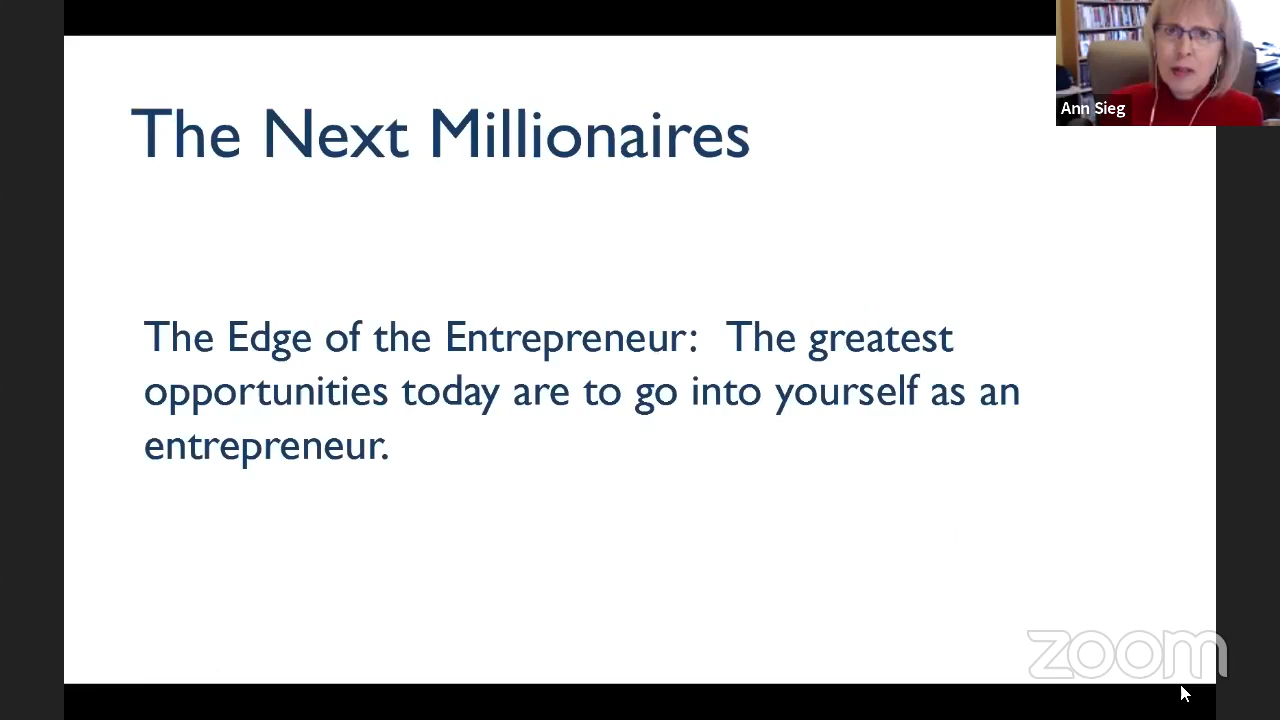 The Next Millionaires
Ann Sieg
The Edge of the Entrepreneur: The greatest
opportunities today are to go into yourself as an
entrepreneur.
zoom